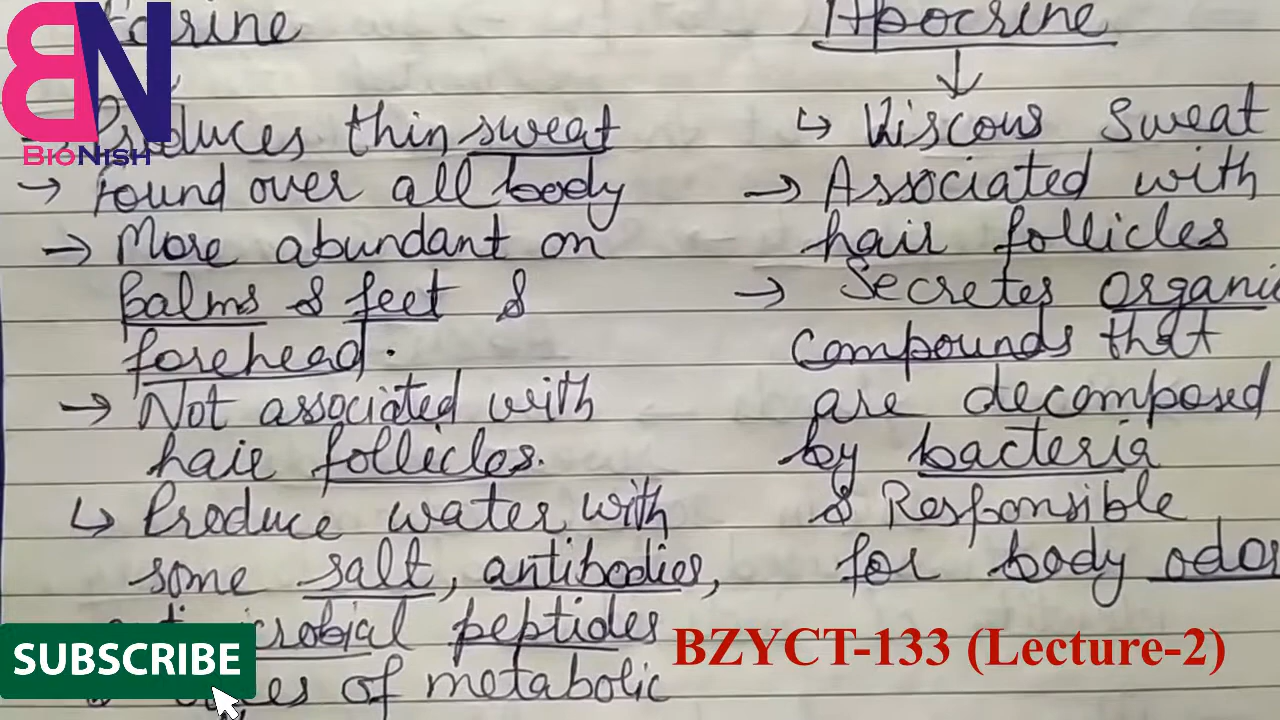 Apocrine
Produces thin sweat
→ Found over all body
→ More abundant on
Palms & feet &
forehead.
→ Not associated with
hair follicles.
↳ Produce water with
some salt, antibodies,
peptides
of metabolic
↳ Viscous sweat
→ Associated with
hair follicles
→ Secretes organi
compounds that
are decomposed
by bacteria
& Responsible
for body odor
BN
BIONISH
SUBSCRIBE
BZYCT-133 (Lecture-2)